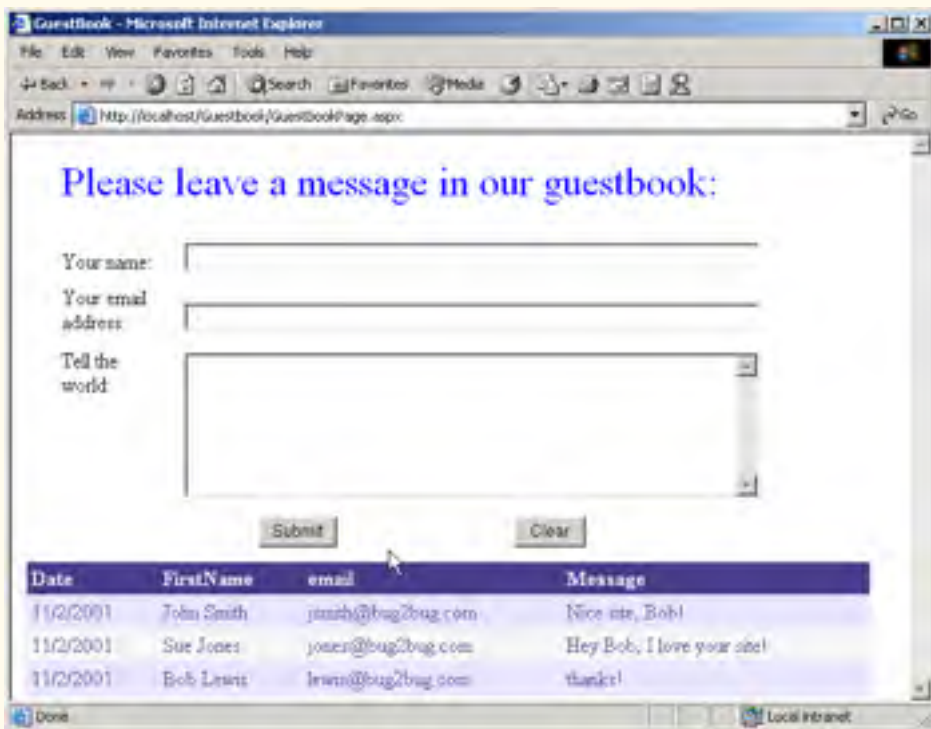 GuestBook - Microsoft Internet Explorer
File Edit View Favorites Tools Help
Back Search Favorites Media
Address http://localhost/Guestbook/GuestBookPage.aspx Go
Please leave a message in our guestbook:
Your name:
Your email
address:
Tell the
world:
Submit Clear
Date FirstName email Message
11/2/2001 John Smith jsmith@bug2bug.com Nice site, Bob!
11/2/2001 Sue Jones jones@bug2bug.com Hey Bob, I love your site!
11/2/2001 Bob Lewis lewis@bug2bug.com thanks!
Done Local intranet